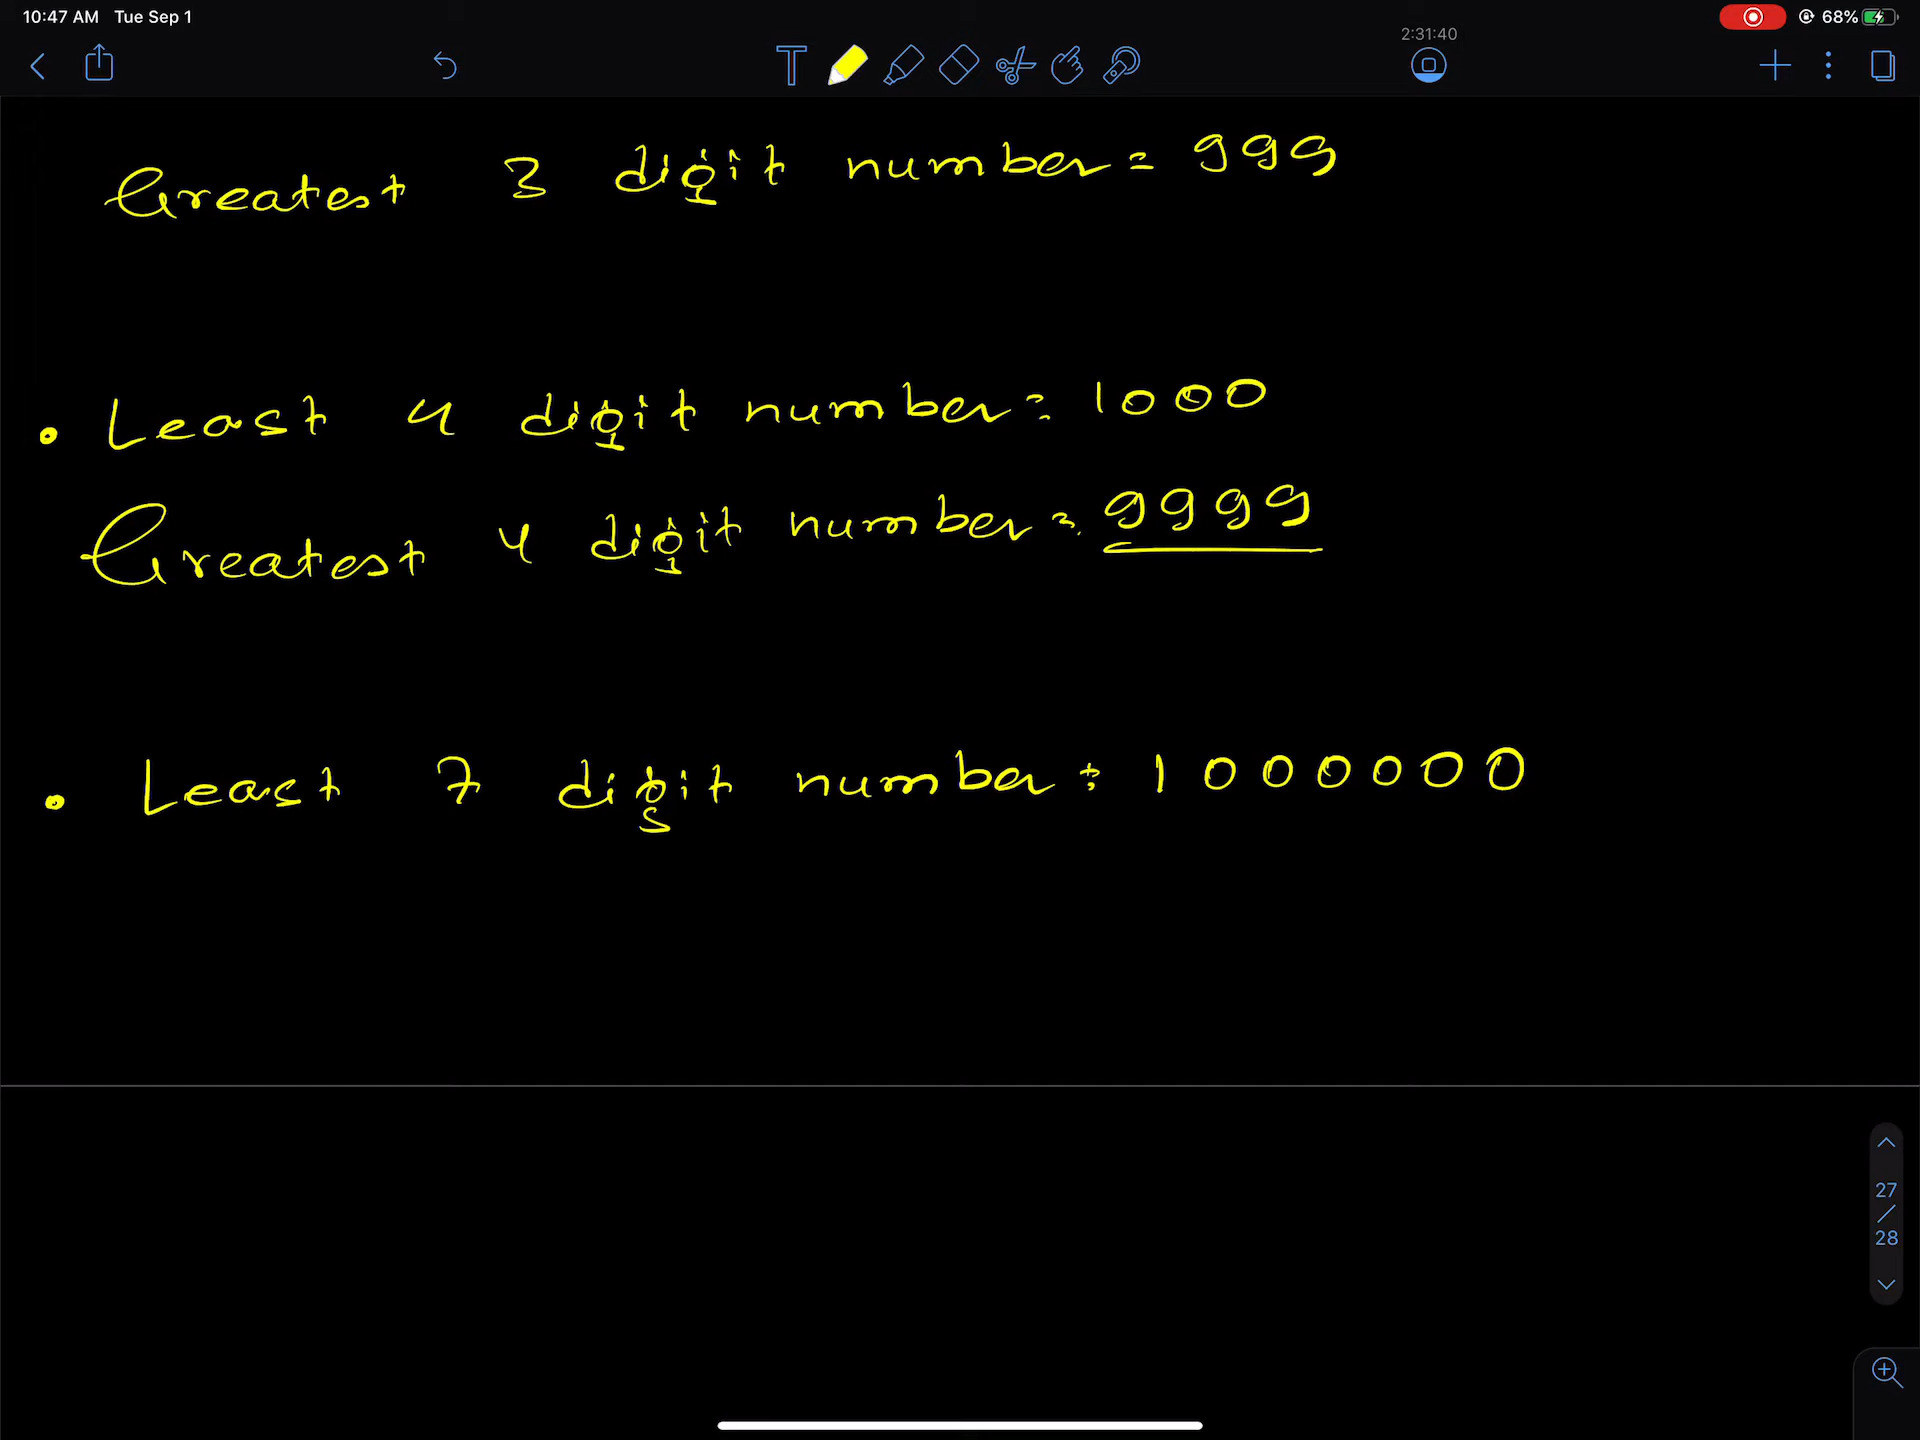 10:47 AM Tue Sep 1
68%
2:31:40
Greatest 3 digit number = 999
• Least 4 digit number = 1000
Greatest 4 digit number = 9999
• Least 7 digit number = 1000000
27
/
28